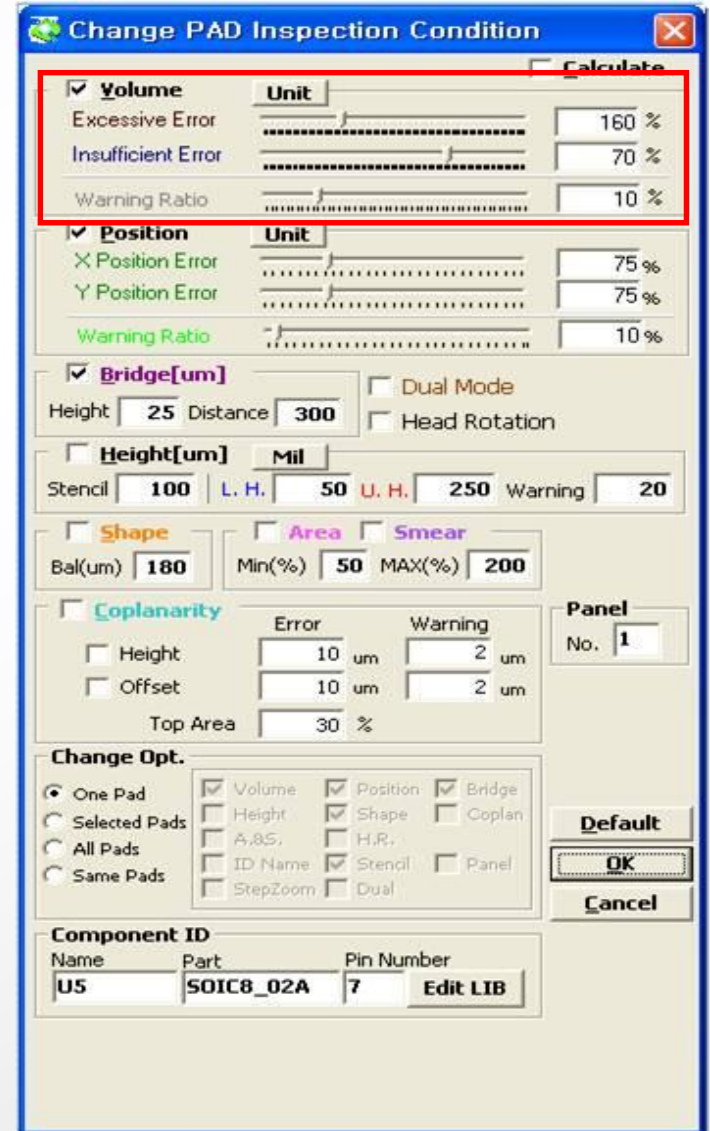 Change PAD Inspection Condition
Calculate
Volume Unit
Excessive Error 160 %
Insufficient Error 70 %
Warning Ratio 10 %
Position Unit
X Position Error 75 %
Y Position Error 75 %
Warning Ratio 10 %
Bridge[um] Dual Mode
Height 25 Distance 300 Head Rotation
Height[um] Mil
Stencil 100 L. H. 50 U. H. 250 Warning 20
Shape Area Smear
Bal(um) 180 Min(%) 50 MAX(%) 200
Coplanarity Panel
Error Warning No. 1
Height 10 um 2 um
Offset 10 um 2 um
Top Area 30 %
Change Opt.
One Pad Volume Position Bridge
Selected Pads Height Shape Coplan Default
All Pads A.&S. H.R.
Same Pads ID Name Stencil Panel OK
StepZoom Dual Cancel
Component ID
Name Part Pin Number
U5 SOIC8_02A 7 Edit LIB